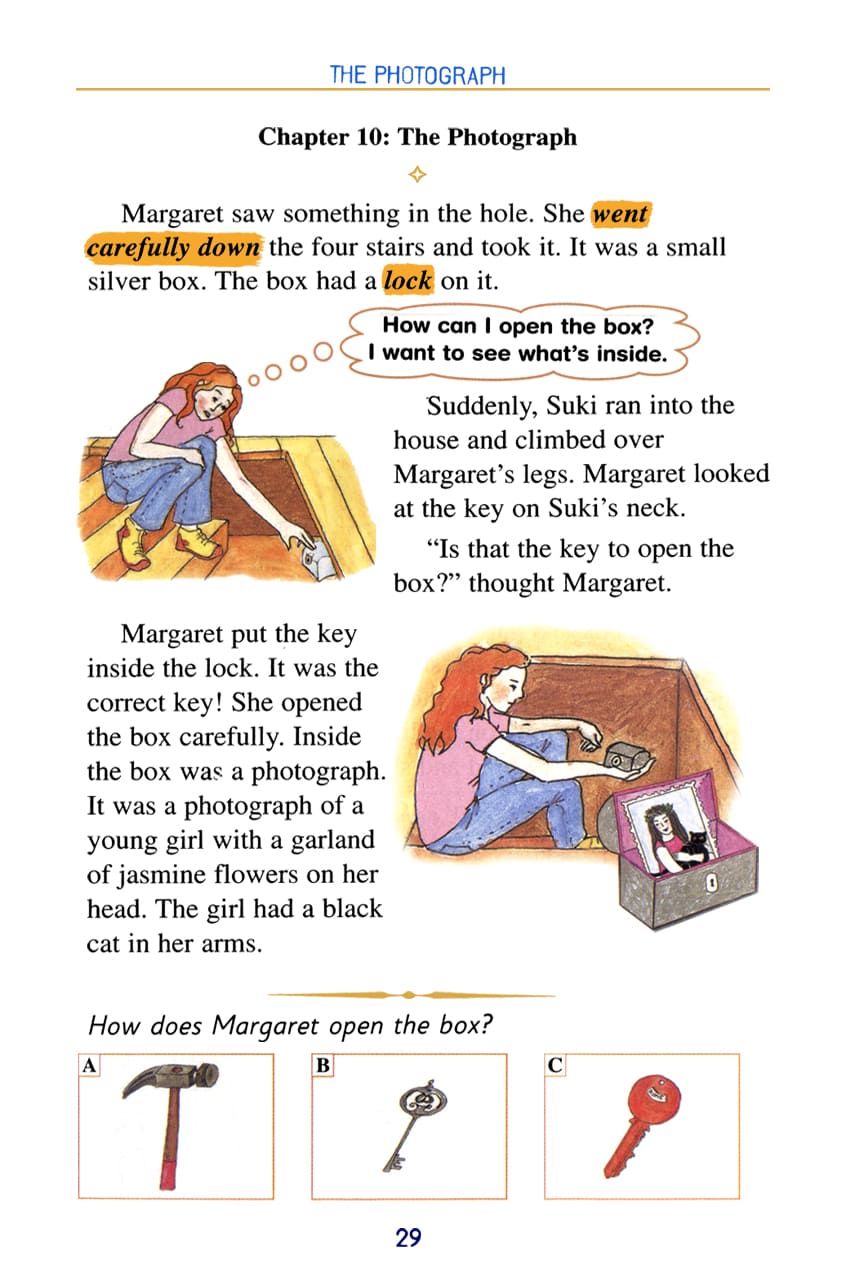 THE PHOTOGRAPH
Chapter 10: The Photograph
Margaret saw something in the hole. She went
carefully down the four stairs and took it. It was a small
silver box. The box had a lock on it.
How can I open the box?
I want to see what's inside.
Suddenly, Suki ran into the
house and climbed over
Margaret's legs. Margaret looked
at the key on Suki's neck.
"Is that the key to open the
box?" thought Margaret.
Margaret put the key
inside the lock. It was the
correct key! She opened
the box carefully. Inside
the box was a photograph.
It was a photograph of a
young girl with a garland
of jasmine flowers on her
head. The girl had a black
cat in her arms.
How does Margaret open the box?
A
B
C
29